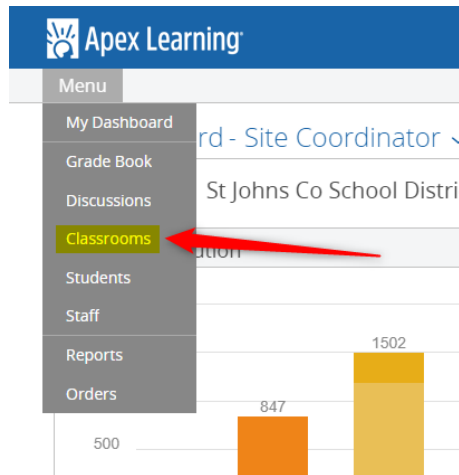 Apex Learning
Menu
My Dashboard
rd - Site Coordinator
Grade Book
Discussions
St Johns Co School Distri
Classrooms
ution
Students
Staff
Reports
1502
Orders
847
500